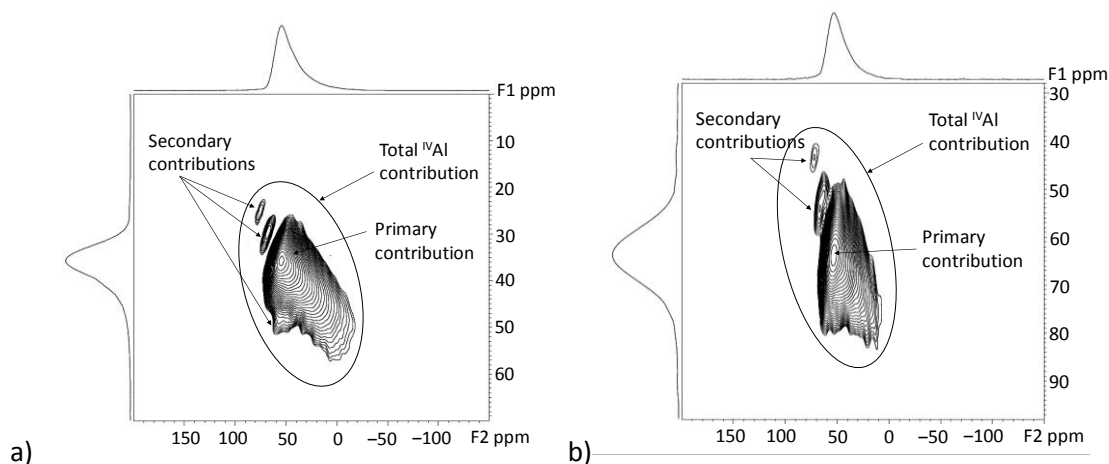 F1 ppm
10
20
30
40
50
60
Secondary
contributions
Total ᴵⱽAl
contribution
Primary
contribution
150 100 50 0 −50 −100 F2 ppm
a)
F1 ppm
30
40
50
60
70
80
90
Secondary
contributions
Total ᴵⱽAl
contribution
Primary
contribution
150 100 50 0 −50 −100 F2 ppm
b)